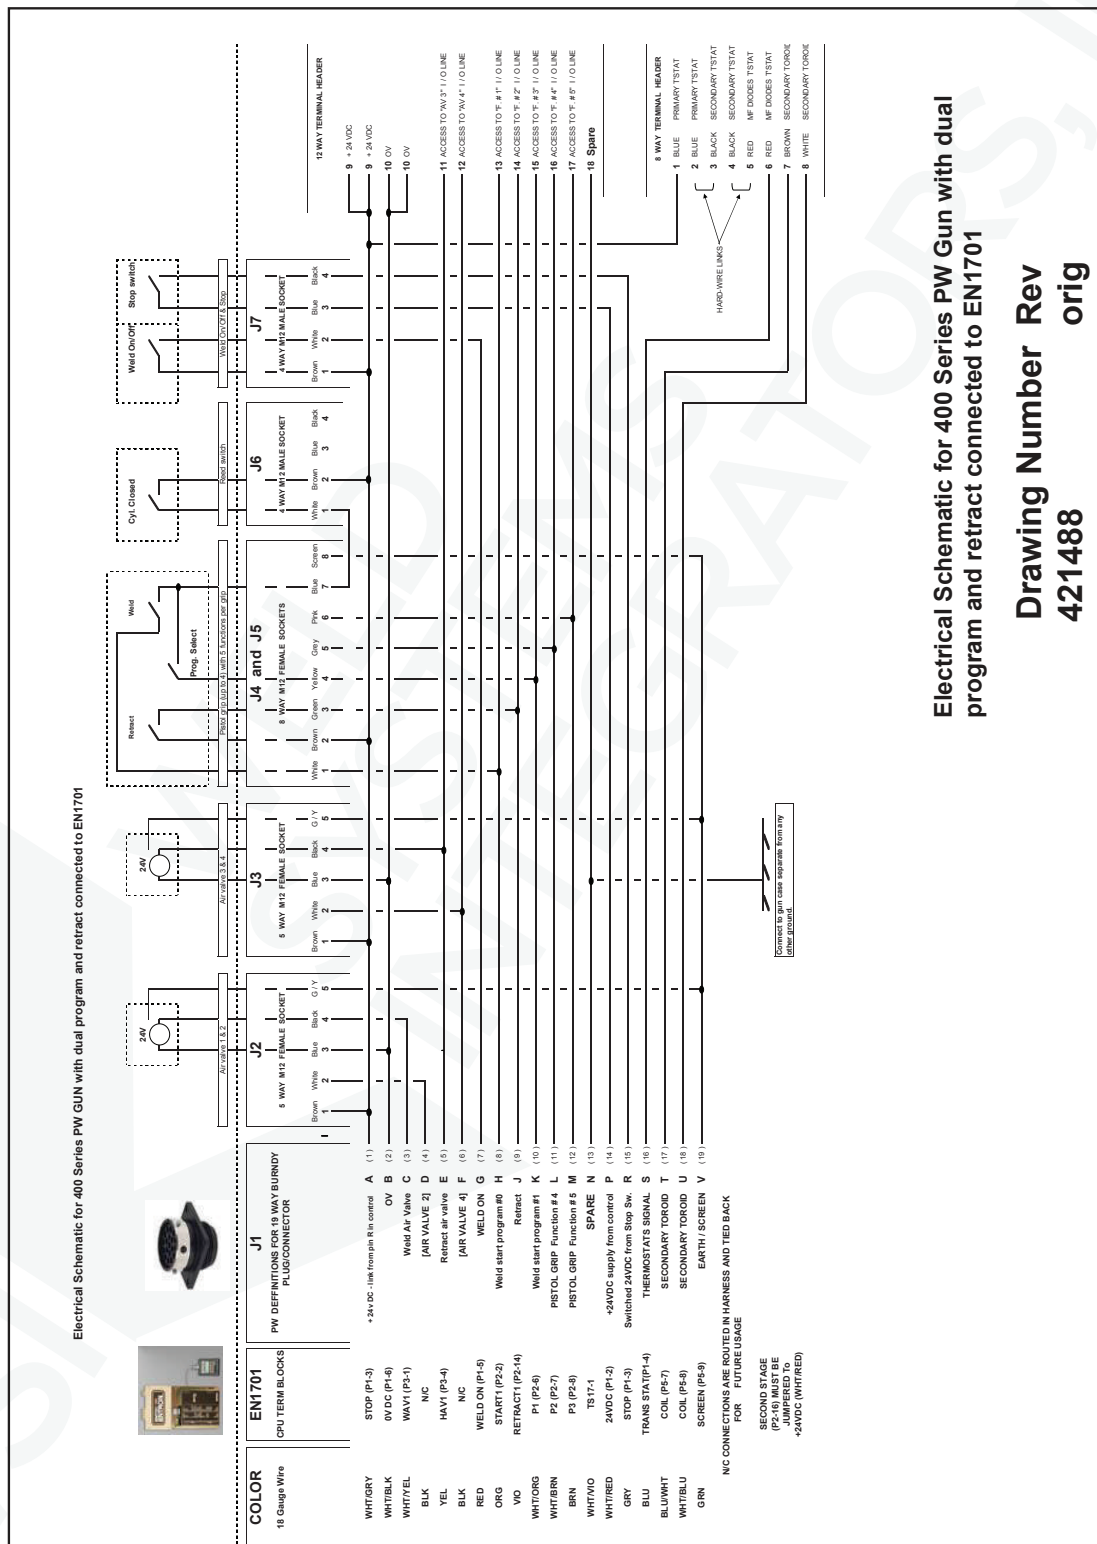 Electrical Schematic for 400 Series PW GUN with dual program and retract connected to EN1701
COLOR
18 Gauge Wire
WHT/GRY
WHT/BLK
WHT/YEL
BLK
YEL
BLK
RED
ORG
VIO
WHT/ORG
WHT/BRN
BRN
WHT/VIO
WHT/RED
GRY
BLU
BLU/WHT
WHT/BLU
GRN
EN1701
CPU TERM BLOCKS
STOP (P1-3)
0V DC (P1-6)
WAV1 (P3-1)
N/C
HAV1 (P3-4)
N/C
WELD ON (P1-5)
START1 (P2-2)
RETRACT1 (P2-14)
P1 (P2-6)
P2 (P2-7)
P3 (P2-8)
TS17-1
24VDC (P1-2)
STOP (P1-3)
TRANS STAT(P1-4)
COIL (P5-7)
COIL (P5-8)
SCREEN (P5-9)
N/C CONNECTIONS ARE ROUTED IN HARNESS AND TIED BACK
FOR FUTURE USAGE
SECOND STAGE
(P2-16) MUST BE
JUMPERED To
+24VDC (WHT/RED)
J1
PW DEFFINITIONS FOR 19 WAY BURNDY
PLUG/CONNECTOR
+24v DC - link from pin R in control A (1)
OV B (2)
Weld Air Valve C (3)
[AIR VALVE 2] D (4)
Retract air valve E (5)
[AIR VALVE 4] F (6)
WELD ON G (7)
Weld start program #0 H (8)
Retract J (9)
Weld start program #1 K (10)
PISTOL GRIP Function # 4 L (11)
PISTOL GRIP Function # 5 M (12)
SPARE N (13)
+24VDC supply from control P (14)
Switched 24VDC from Stop Sw. R (15)
THERMOSTATS SIGNAL S (16)
SECONDARY TOROID T (17)
SECONDARY TOROID U (18)
EARTH / SCREEN V (19)
24V
Air valve 1 & 2
J2
5 WAY M12 FEMALE SOCKET
Brown White Blue Black G / Y
1 2 3 4 5
24V
Air valve 3 & 4
J3
5 WAY M12 FEMALE SOCKET
Brown White Blue Black G / Y
1 2 3 4 5
Retract
Prog. Select
Weld
Pistol grip (up to 4) with 5 functions per grip
J4 and J5
8 WAY M12 FEMALE SOCKETS
White Brown Green Yellow Grey Pink Blue Screen
1 2 3 4 5 6 7 8
Cyl. Closed
Reed switch
J6
4 WAY M12 MALE SOCKET
White Brown Blue Black
1 2 3 4
Weld On/Off
Stop switch
Weld On/Off & Stop
J7
4 WAY M12 MALE SOCKET
Brown White Blue Black
1 2 3 4
12 WAY TERMINAL HEADER
9 + 24 VDC
9 + 24 VDC
10 OV
10 OV
11 ACCESS TO "AV 3" I / O LINE
12 ACCESS TO "AV 4" I / O LINE
13 ACCESS TO "F. # 1" I / O LINE
14 ACCESS TO "F. # 2" I / O LINE
15 ACCESS TO "F. # 3" I / O LINE
16 ACCESS TO "F. # 4" I / O LINE
17 ACCESS TO "F. # 5" I / O LINE
18 Spare
8 WAY TERMINAL HEADER
1 BLUE PRIMARY T'STAT
2 BLUE PRIMARY T'STAT
3 BLACK SECONDARY T'STAT
4 BLACK SECONDARY T'STAT
5 RED MF DIODES T'STAT
6 RED MF DIODES T'STAT
7 BROWN SECONDARY TOROID
8 WHITE SECONDARY TOROID
HARD-WIRE LINKS
Connect to gun case separate from any
other ground.
Electrical Schematic for 400 Series PW Gun with dual
program and retract connected to EN1701
Drawing Number Rev
421488 orig
WELD
SYSTEMS
INTEGRATORS,